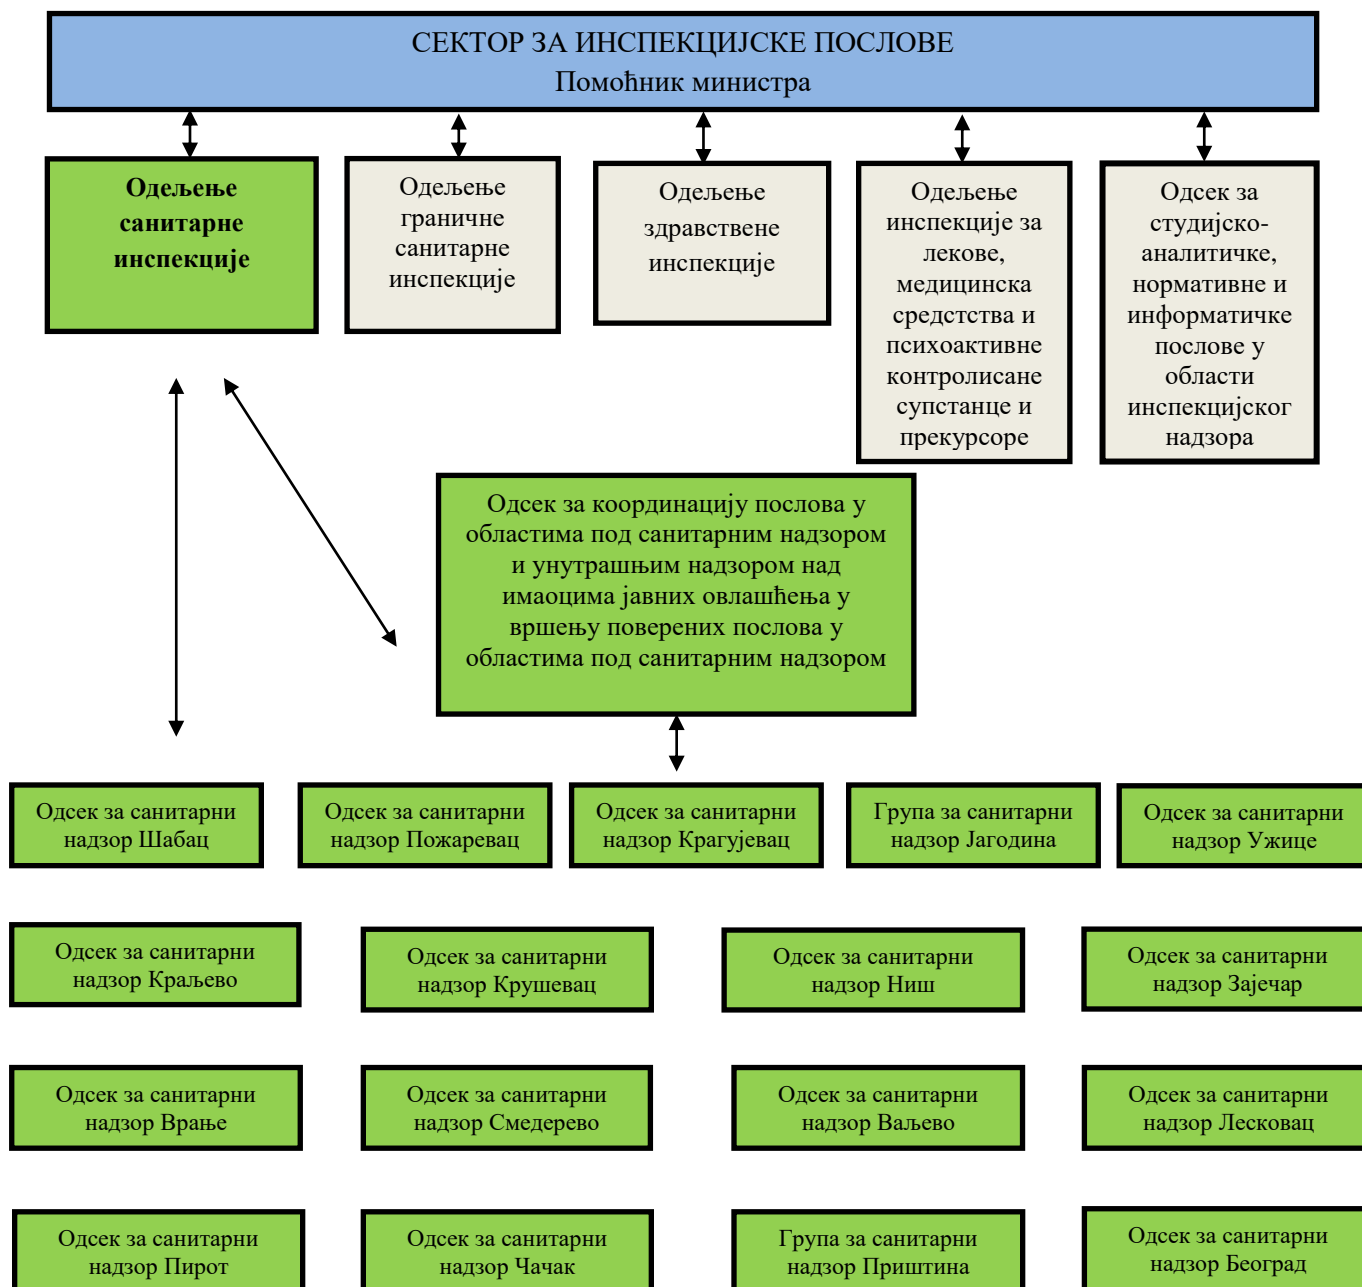 СЕКТОР ЗА ИНСПЕКЦИЈСКЕ ПОСЛОВЕ
Помоћник министра
Одељење
санитарне
инспекције
Одељење
граничне
санитарне
инспекције
Одељење
здравствене
инспекције
Одељење
инспекције за
лекове,
медицинска
средстства и
психоактивне
контролисане
супстанце и
прекурсоре
Одсек за
студијско-
аналитичке,
нормативне и
информатичке
послове у
области
инспекцијског
надзора
Одсек за координацију послова у
областима под санитарним надзором
и унутрашњим надзором над
имаоцима јавних овлашћења у
вршењу поверених послова у
областима под санитарним надзором
Одсек за санитарни
надзор Шабац
Одсек за санитарни
надзор Пожаревац
Одсек за санитарни
надзор Крагујевац
Група за санитарни
надзор Јагодина
Одсек за санитарни
надзор Ужице
Одсек за санитарни
надзор Краљево
Одсек за санитарни
надзор Крушевац
Одсек за санитарни
надзор Ниш
Одсек за санитарни
надзор Зајечар
Одсек за санитарни
надзор Врање
Одсек за санитарни
надзор Смедерево
Одсек за санитарни
надзор Ваљево
Одсек за санитарни
надзор Лесковац
Одсек за санитарни
надзор Пирот
Одсек за санитарни
надзор Чачак
Група за санитарни
надзор Приштина
Одсек за санитарни
надзор Београд